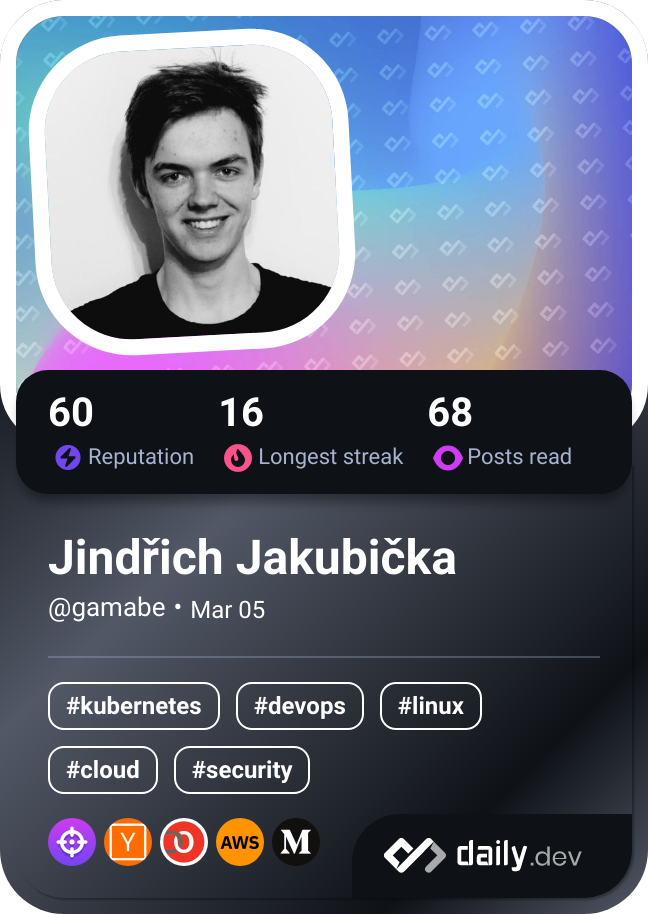 60 16 68
Reputation Longest streak Posts read
Jindřich Jakubička
@gamabe • Mar 05
#kubernetes #devops #linux
#cloud #security
Y AWS M
daily.dev